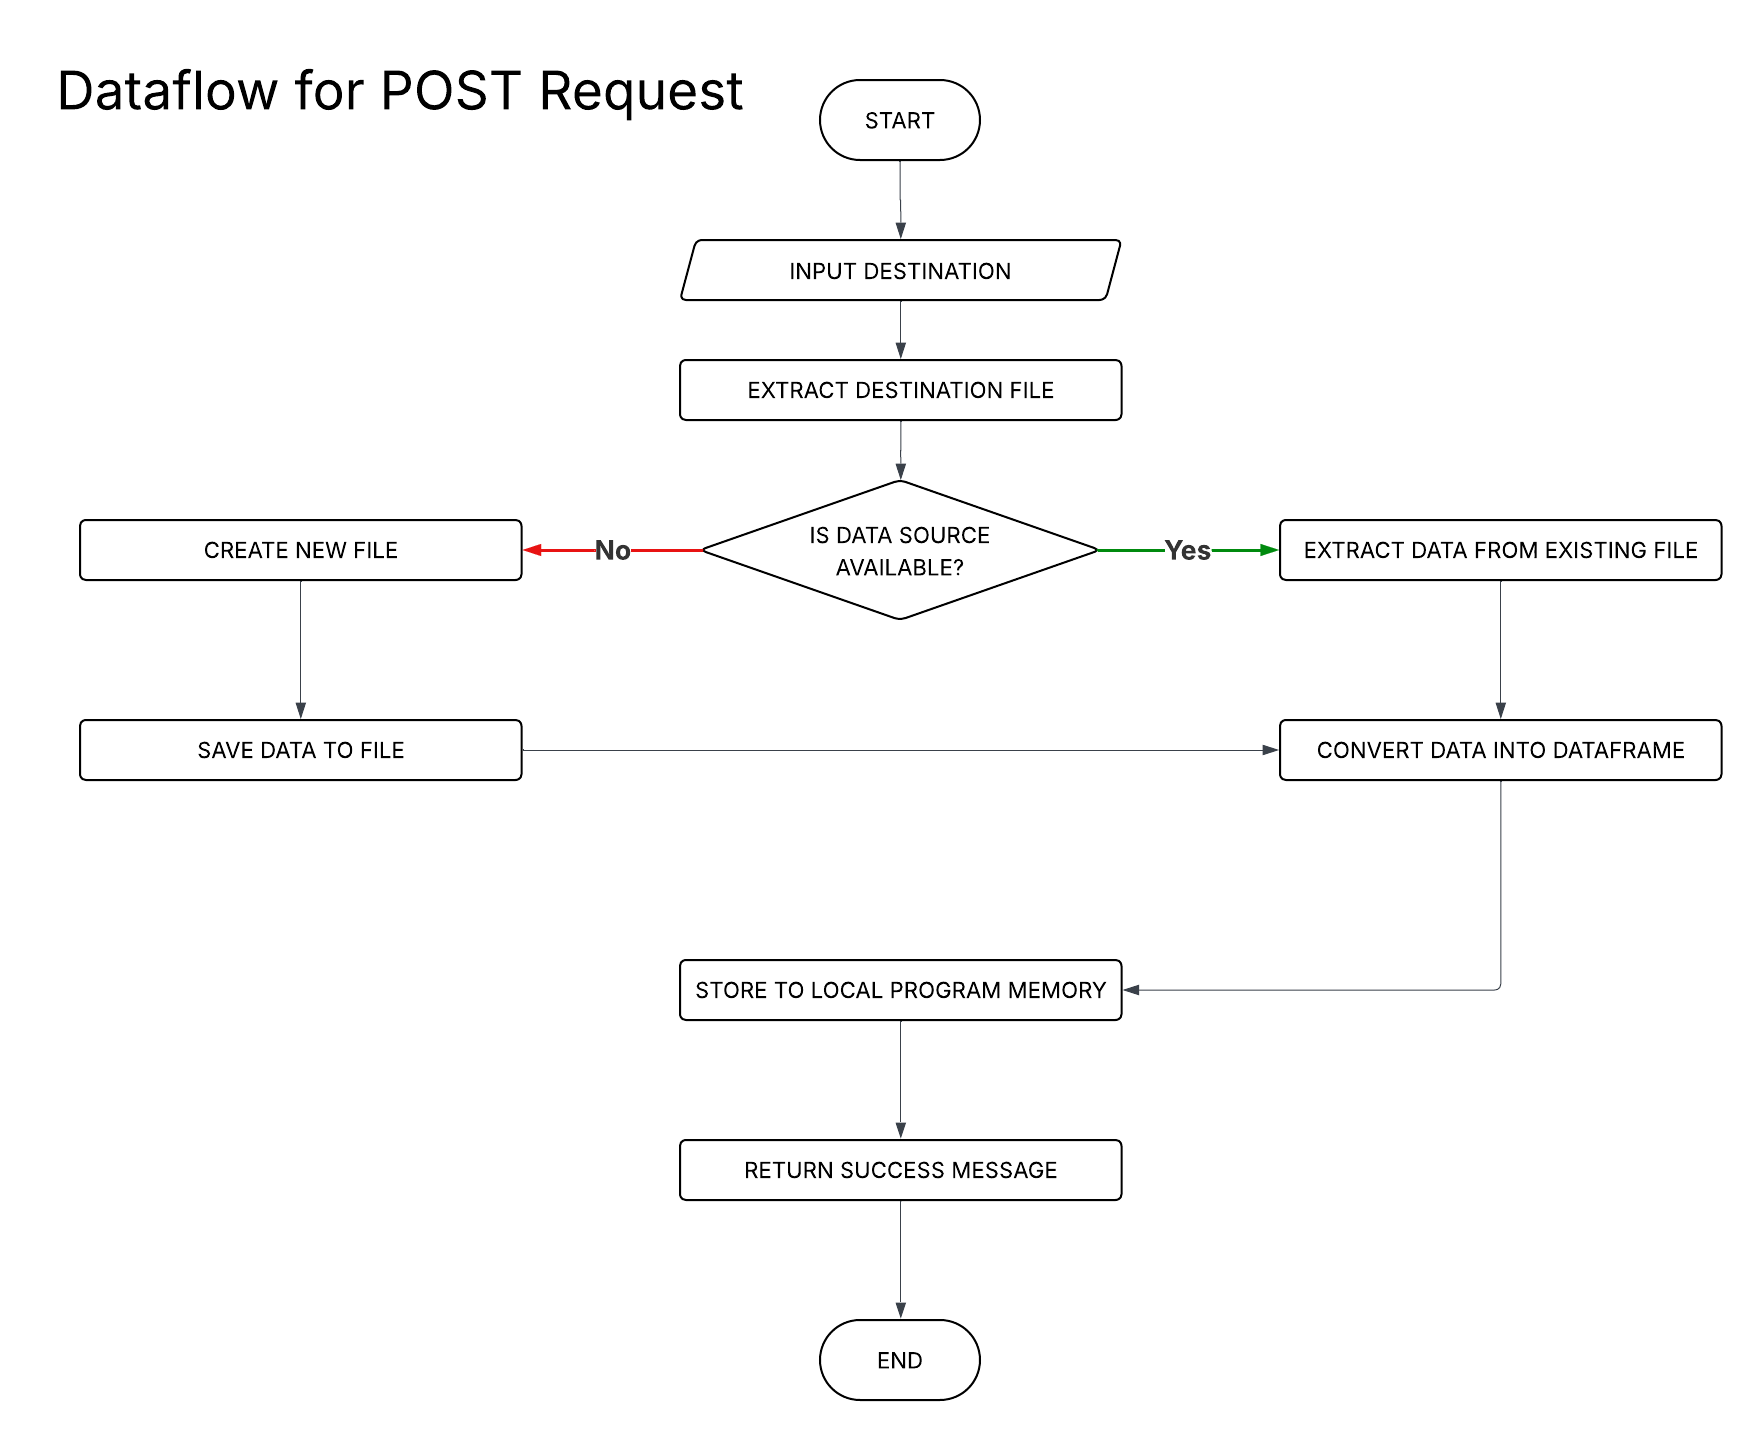 Dataflow for POST Request
START
INPUT DESTINATION
EXTRACT DESTINATION FILE
IS DATA SOURCE
AVAILABLE?
No
Yes
CREATE NEW FILE
EXTRACT DATA FROM EXISTING FILE
SAVE DATA TO FILE
CONVERT DATA INTO DATAFRAME
STORE TO LOCAL PROGRAM MEMORY
RETURN SUCCESS MESSAGE
END